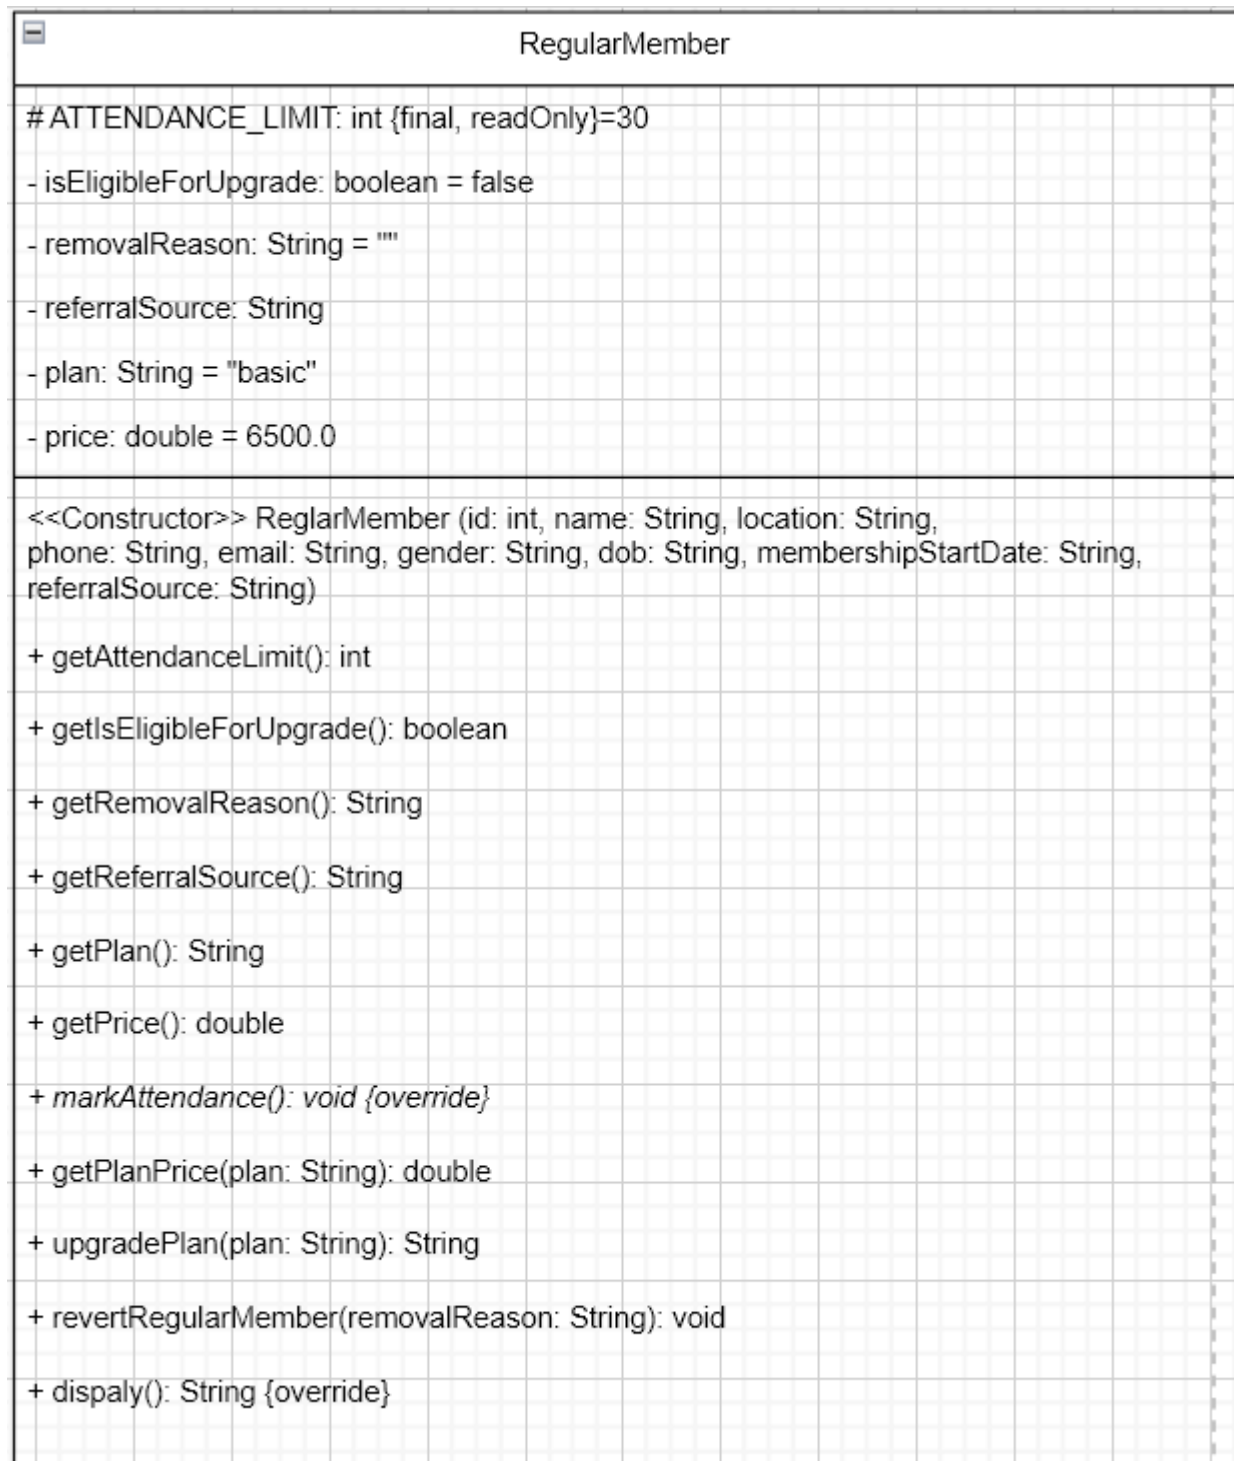 RegularMember
# ATTENDANCE_LIMIT: int {final, readOnly}=30
- isEligibleForUpgrade: boolean = false
- removalReason: String = ""
- referralSource: String
- plan: String = "basic"
- price: double = 6500.0
<<Constructor>> ReglarMember (id: int, name: String, location: String,
phone: String, email: String, gender: String, dob: String, membershipStartDate: String,
referralSource: String)
+ getAttendanceLimit(): int
+ getIsEligibleForUpgrade(): boolean
+ getRemovalReason(): String
+ getReferralSource(): String
+ getPlan(): String
+ getPrice(): double
+ markAttendance(): void {override}
+ getPlanPrice(plan: String): double
+ upgradePlan(plan: String): String
+ revertRegularMember(removalReason: String): void
+ dispaly(): String {override}